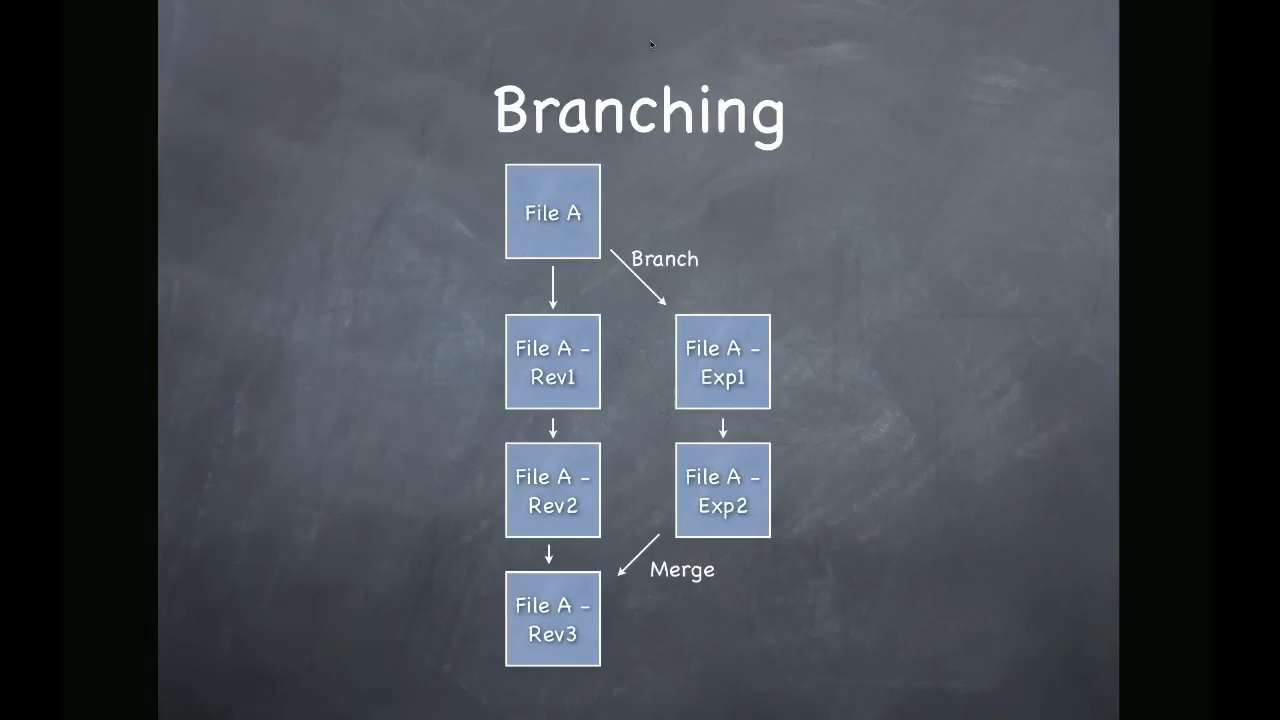 Branching
File A
Branch
File A -
Rev1
File A -
Exp1
File A -
Rev2
File A -
Exp2
Merge
File A -
Rev3